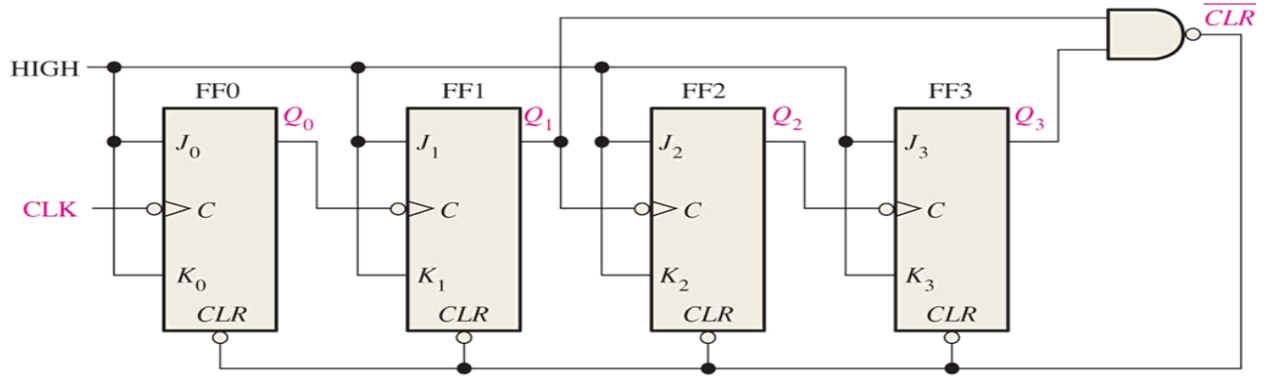 CLR
HIGH
FF0 FF1 FF2 FF3
Q0 Q1 Q2 Q3
J0 J1 J2 J3
CLK C C C C
K0 K1 K2 K3
CLR CLR CLR CLR